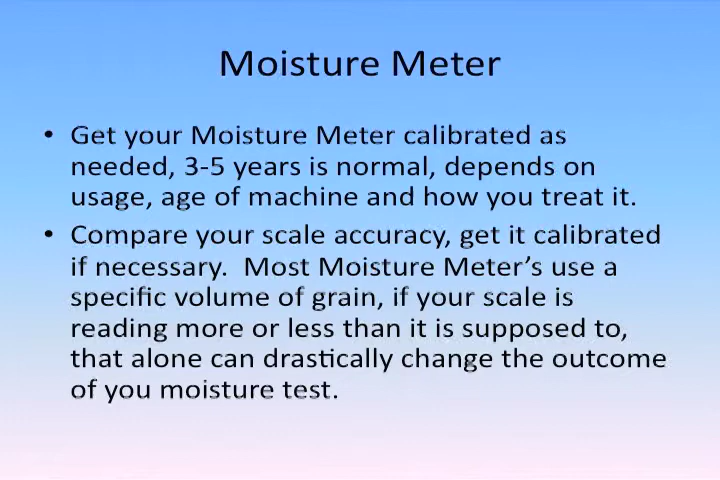 Moisture Meter
• Get your Moisture Meter calibrated as
needed, 3-5 years is normal, depends on
usage, age of machine and how you treat it.
• Compare your scale accuracy, get it calibrated
if necessary.  Most Moisture Meter’s use a
specific volume of grain, if your scale is
reading more or less than it is supposed to,
that alone can drastically change the outcome
of you moisture test.